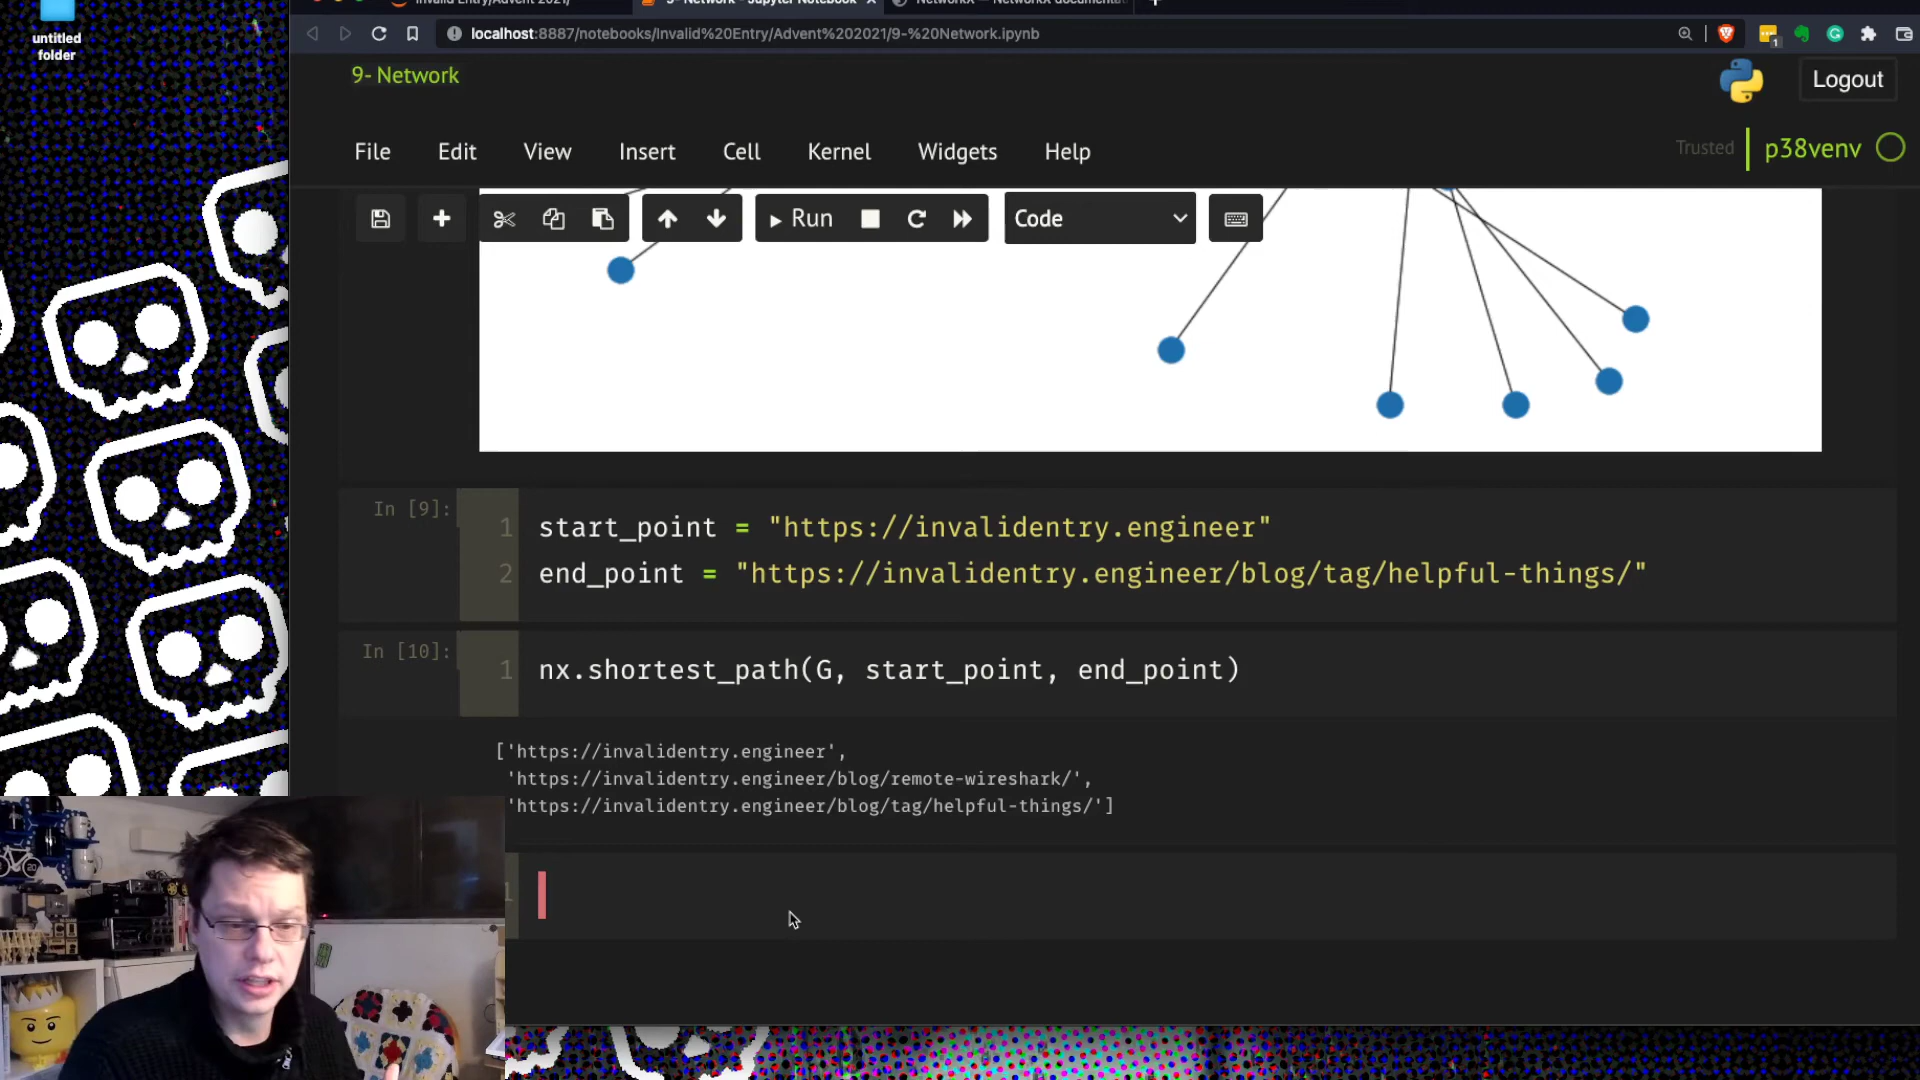 untitled
folder
localhost:8887/notebooks/Invalid%20Entry/Advent%202021/9-%20Network.ipynb
1
9- Network
Logout
File Edit View Insert Cell Kernel Widgets Help
Trusted p38venv
Run Code
In [9]:
1 start_point = "https://invalidentry.engineer"
2 end_point = "https://invalidentry.engineer/blog/tag/helpful-things/"
In [10]:
1 nx.shortest_path(G, start_point, end_point)
['https://invalidentry.engineer',
'https://invalidentry.engineer/blog/remote-wireshark/',
'https://invalidentry.engineer/blog/tag/helpful-things/']
1